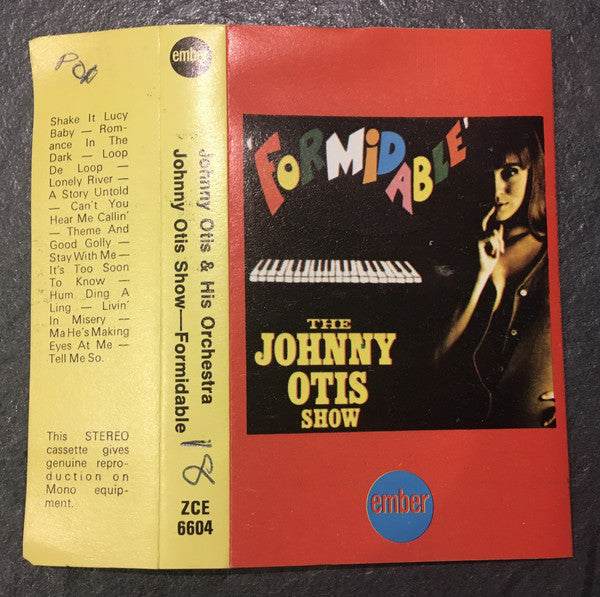 POP
Shake It Lucy
Baby — Rom-
ance In The
Dark — Loop
De Loop —
Lonely River —
A Story Untold
— Can't You
Hear Me Callin'
— Theme And
Good Golly —
Stay With Me —
It's Too Soon
To Know —
Hum Ding A
Ling — Livin'
In Misery —
Ma He's Making
Eyes At Me —
Tell Me So.
This STEREO
cassette gives
genuine repro-
duction on
Mono equip-
ment.
ember
Johnny Otis & His Orchestra
Johnny Otis Show—Formidable
18
ZCE
6604
'FORMIDABLE'
THE
JOHNNY
OTIS
SHOW
ember